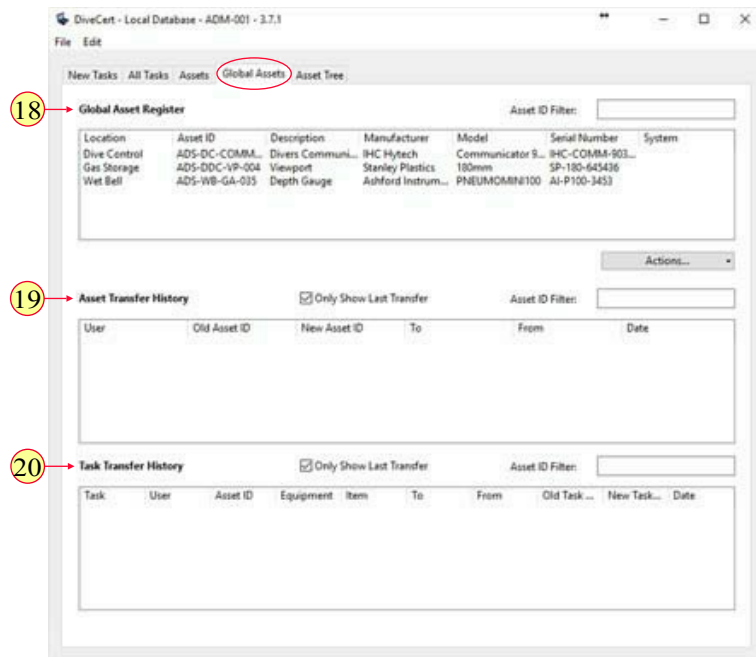 DiveCert - Local Database - ADM-001 - 3.7.1
File Edit
New Tasks All Tasks Assets Global Assets Asset Tree
18 Global Asset Register Asset ID Filter:
Location Asset ID Description Manufacturer Model Serial Number System
Dive Control ADS-DC-COMM... Divers Communi... IHC Hytech Communicator 9... IHC-COMM-903...
Gas Storage ADS-DDC-VP-004 Viewport Stanley Plastics 180mm SP-180-645436
Wet Bell ADS-WB-GA-035 Depth Gauge Ashford Instrum... PNEUMOMINI100 AI-P100-3453
Actions...
19 Asset Transfer History Only Show Last Transfer Asset ID Filter:
User Old Asset ID New Asset ID To From Date
20 Task Transfer History Only Show Last Transfer Asset ID Filter:
Task User Asset ID Equipment Item To From Old Task ... New Task... Date